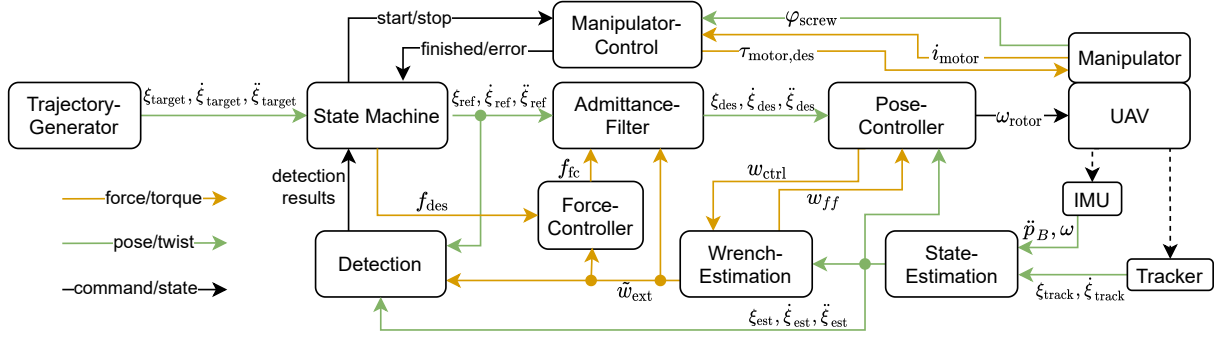 start/stop
Manipulator-
Control
φ_screw
finished/error
τ_motor,des
i_motor
Manipulator
Trajectory-
Generator
ξ_target, ξ̇_target, ξ̈_target
State Machine
ξ_ref, ξ̇_ref, ξ̈_ref
Admittance-
Filter
ξ_des, ξ̇_des, ξ̈_des
Pose-
Controller
ω_rotor
UAV
detection
results
f_des
f_fc
Force-
Controller
w_ctrl
w_ff
IMU
p̈_B, ω
force/torque
pose/twist
command/state
Detection
w̃_ext
Wrench-
Estimation
State-
Estimation
Tracker
ξ_track, ξ̇_track
ξ_est, ξ̇_est, ξ̈_est